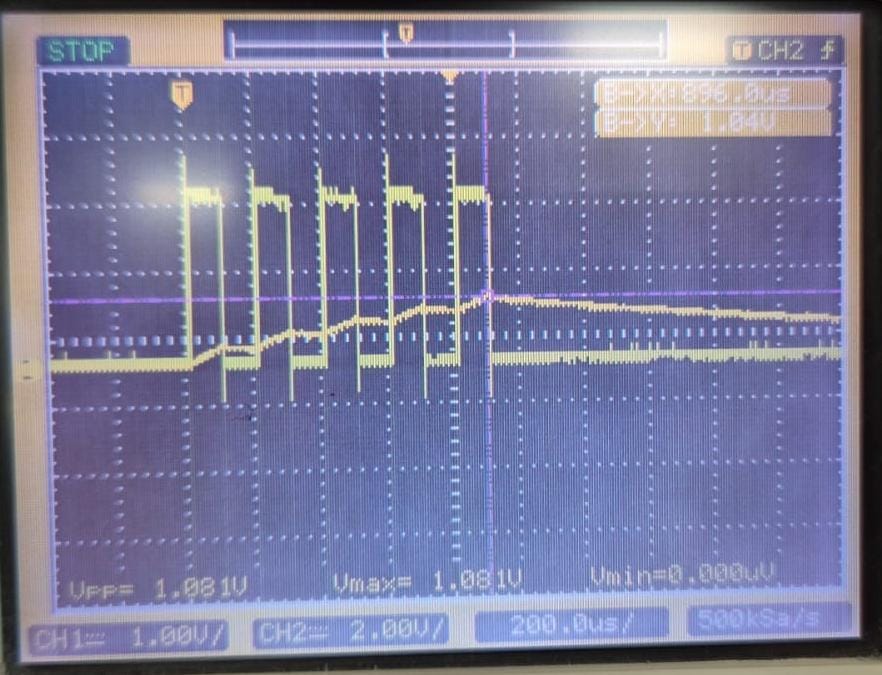 STOP
T
T CH2
T
B->X:896.0us
B->Y: 1.04V
Vpp= 1.081V Vmax= 1.081V Vmin=0.000uV
CH1 1.00V/ CH2 2.00V/ 200.0us/ 500kSa/s